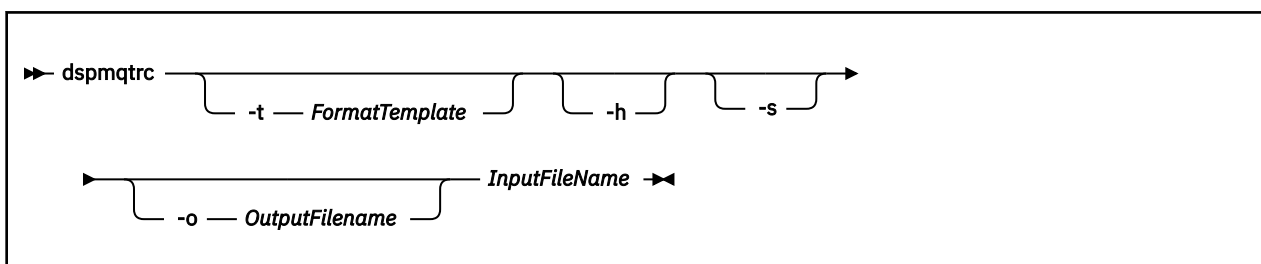 dspmqtrc
-t FormatTemplate -h -s
InputFileName
-o OutputFilename